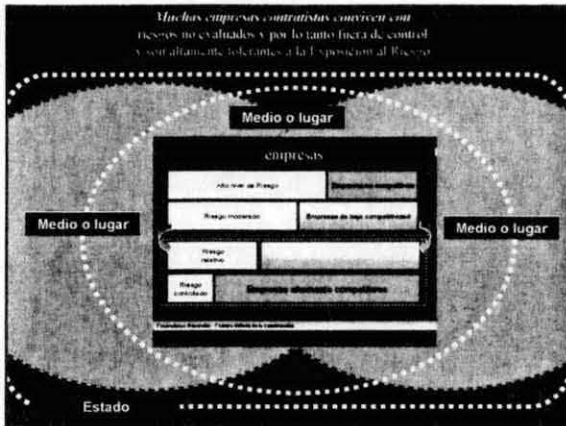 Muchas empresas contratistas conviven con
riesgos no evaluados y por lo tanto fuera de control
y son altamente tolerantes a la Exposición al Riesgo
Medio o lugar
empresas
Alto nivel de Riesgo
Riesgo moderado
Empresas de baja competitividad
Medio o lugar
Medio o lugar
Riesgo
relativo
Riesgo
controlado
Empresas altamente competitivas
Estado